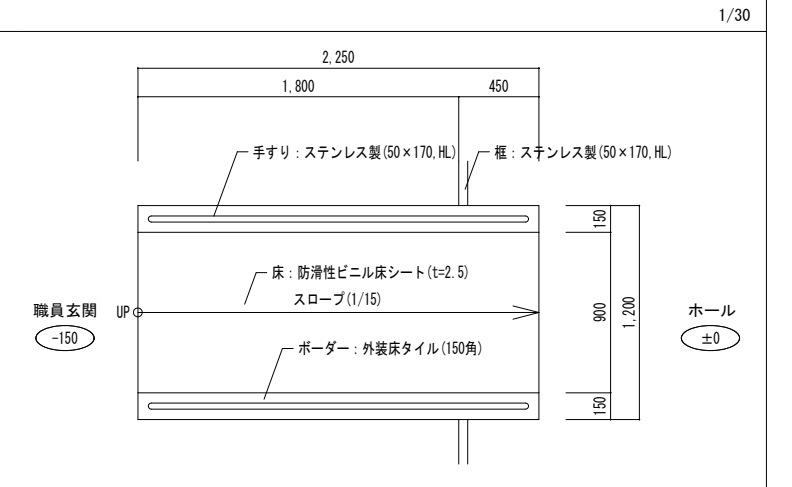 1/30
2,250
1,800
450
手すり：ステンレス製(50×170,HL)
框：ステンレス製(50×170,HL)
150
床：防滑性ビニル床シート(t=2.5)
スロープ(1/15)
職員玄関
-150
UP
900
1,200
ホール
±0
ボーダー：外装床タイル(150角)
150